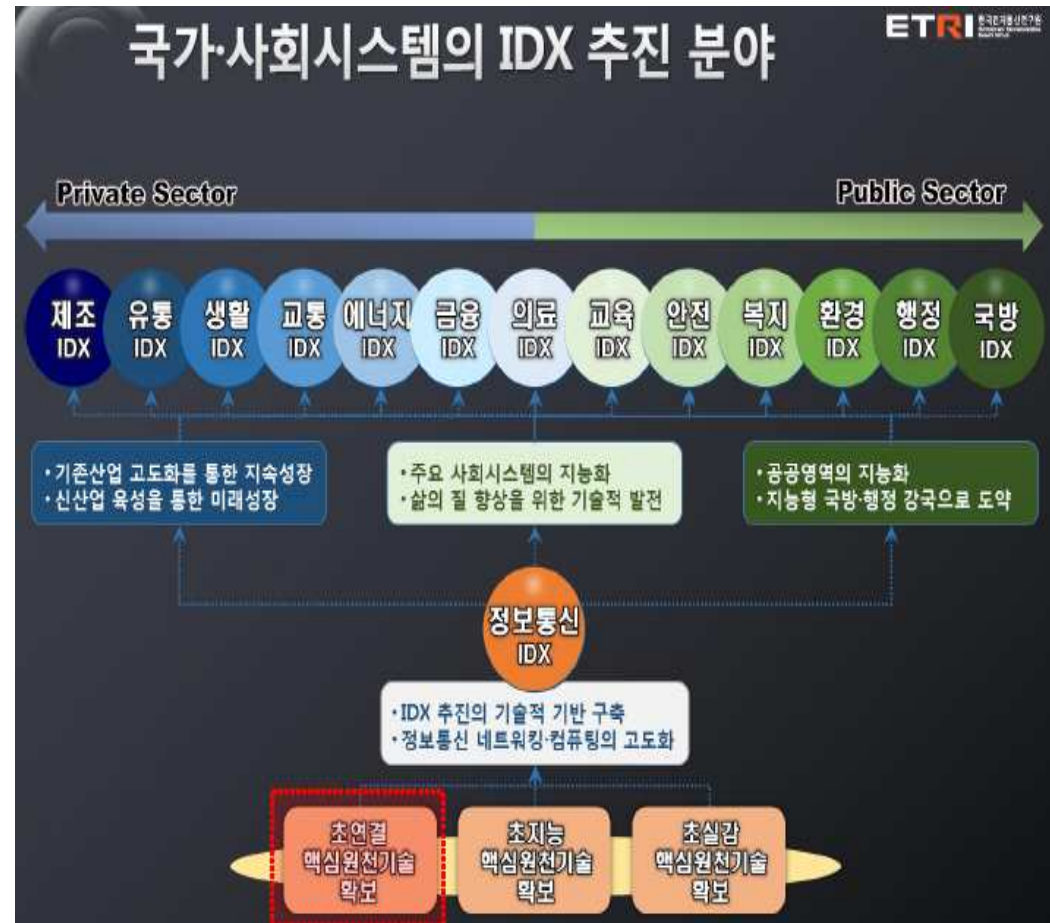 국가·사회시스템의 IDX 추진 분야
ETRI 한국전자통신연구원
Private Sector
Public Sector
제조 IDX
유통 IDX
생활 IDX
교통 IDX
에너지 IDX
금융 IDX
의료 IDX
교육 IDX
안전 IDX
복지 IDX
환경 IDX
행정 IDX
국방 IDX
•기존산업 고도화를 통한 지속성장
•신산업 육성을 통한 미래성장
•주요 사회시스템의 지능화
•삶의 질 향상을 위한 기술적 발전
•공공영역의 지능화
•지능형 국방·행정 강국으로 도약
정보통신
IDX
•IDX 추진의 기술적 기반 구축
•정보통신 네트워킹·컴퓨팅의 고도화
초연결
핵심원천기술
확보
초지능
핵심원천기술
확보
초실감
핵심원천기술
확보